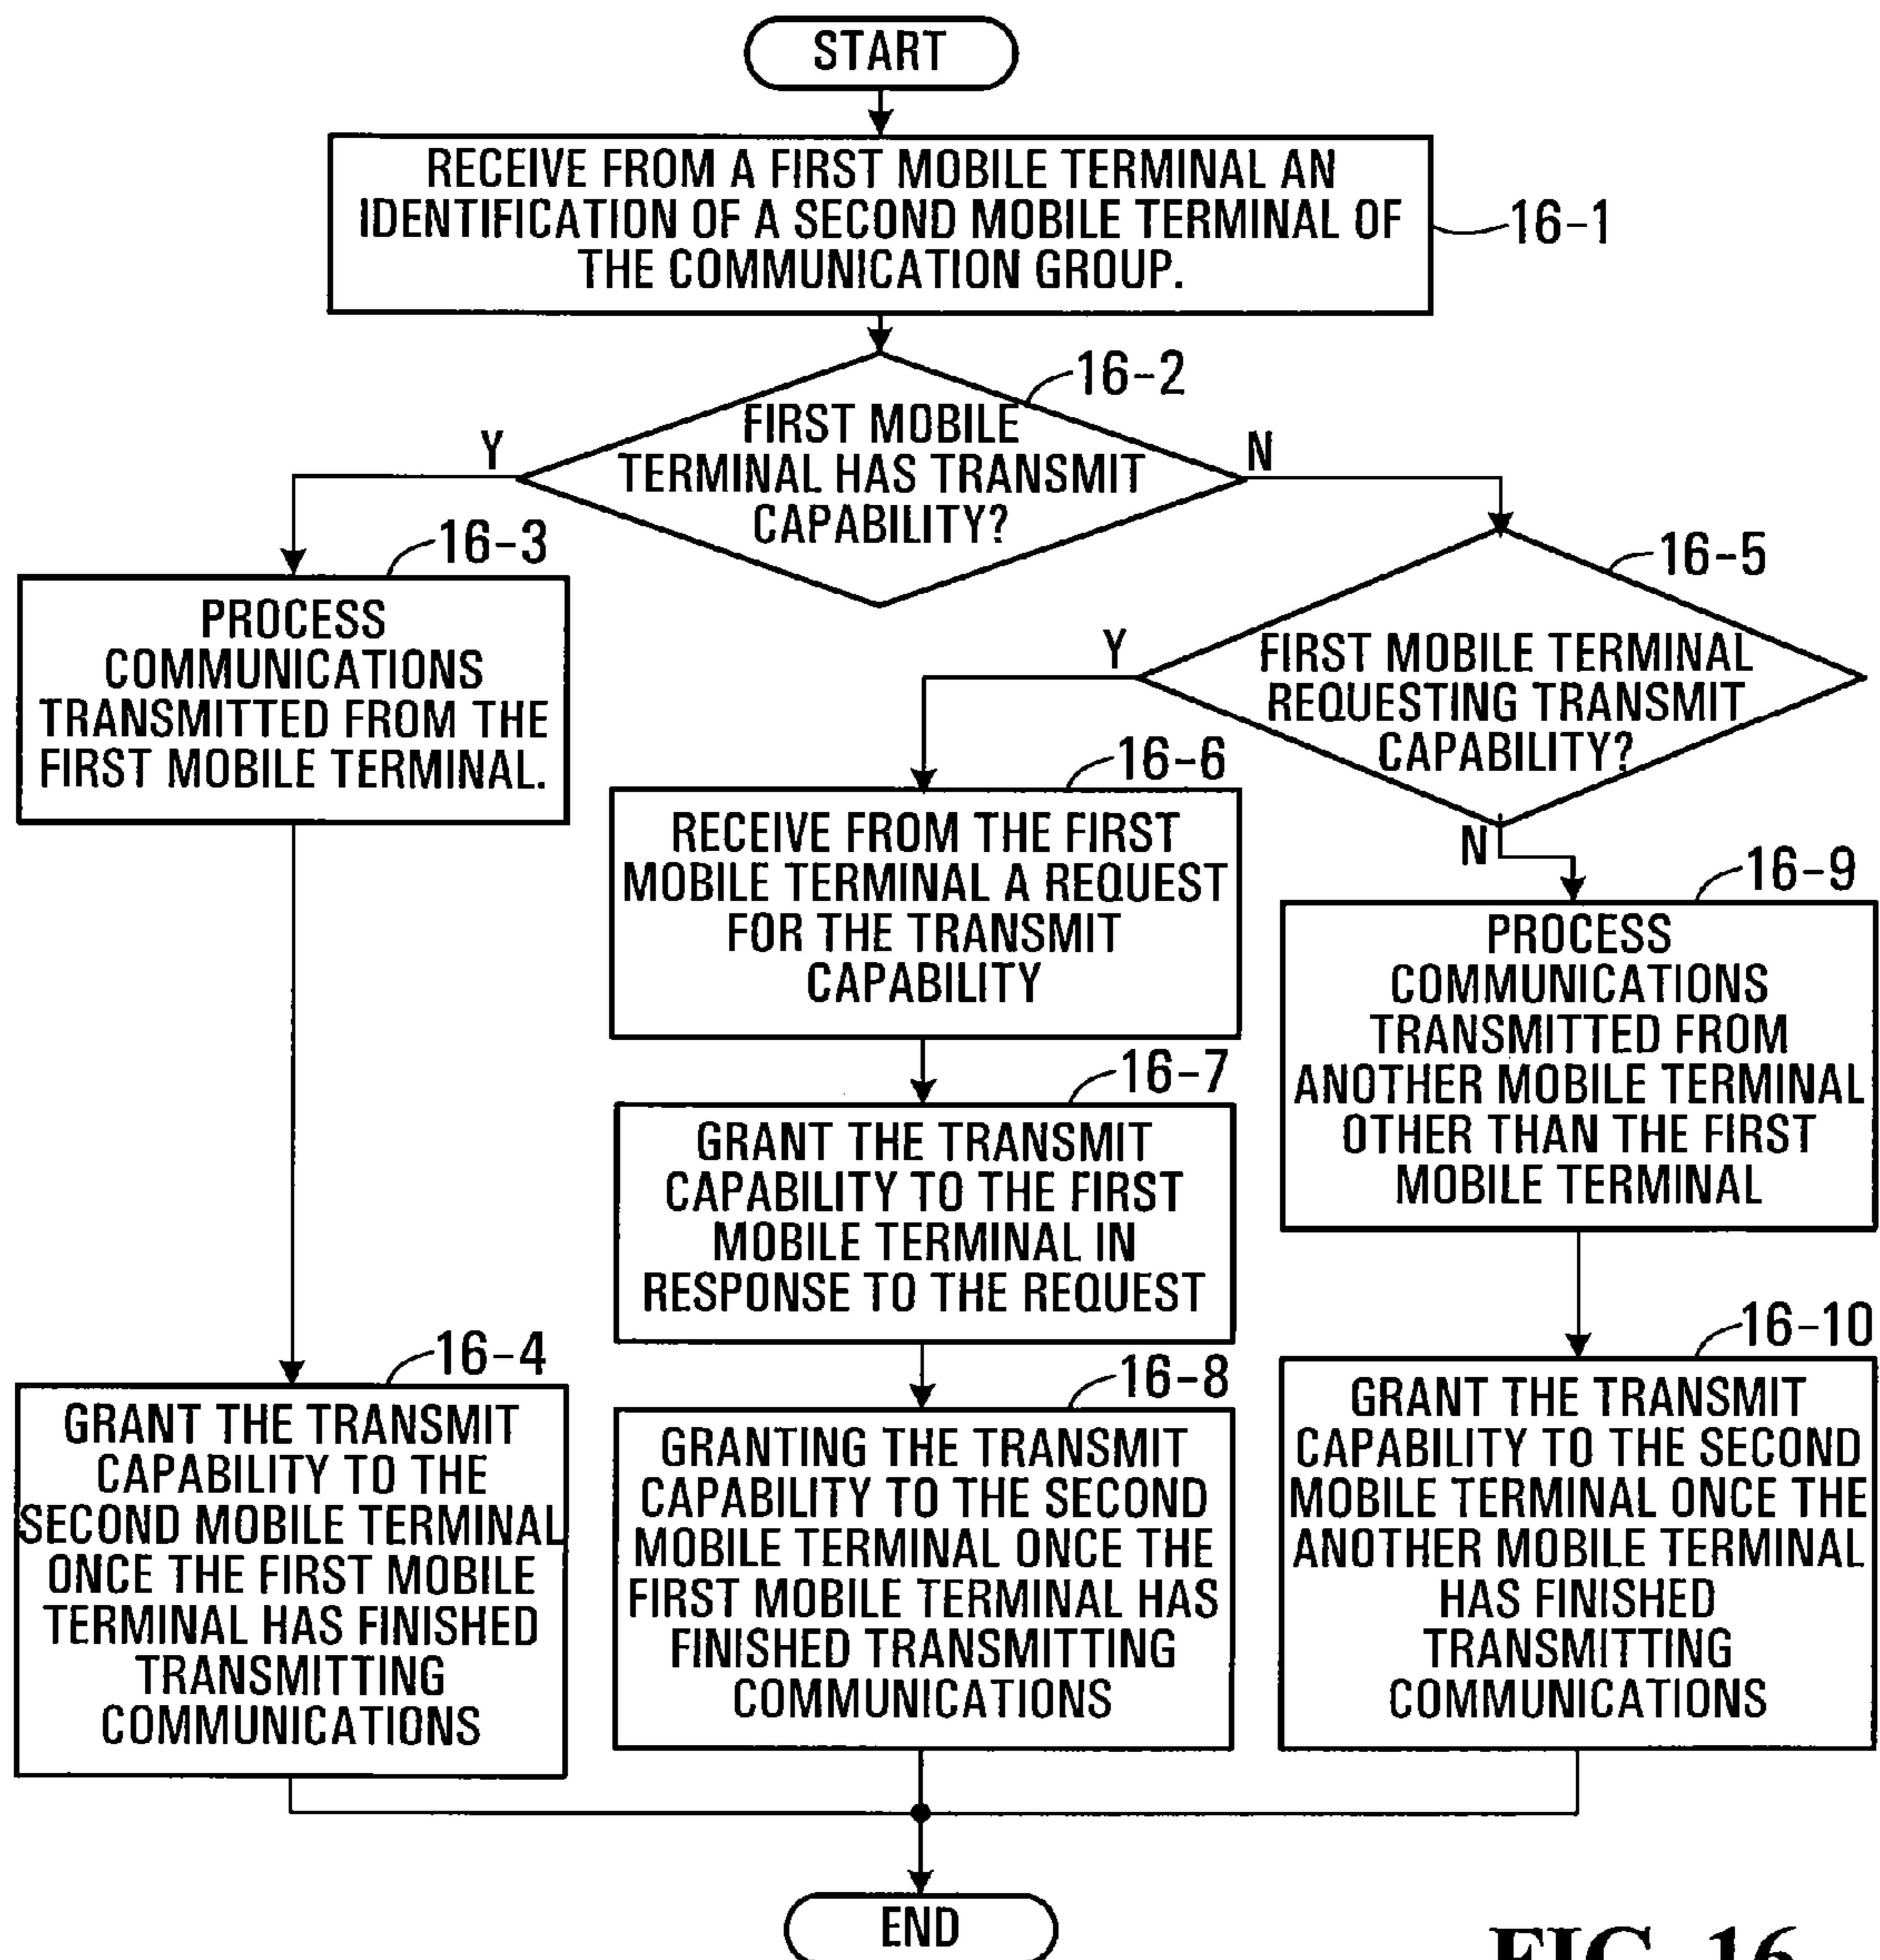 START
RECEIVE FROM A FIRST MOBILE TERMINAL AN
IDENTIFICATION OF A SECOND MOBILE TERMINAL OF
THE COMMUNICATION GROUP.
16-1
16-2
FIRST MOBILE
TERMINAL HAS TRANSMIT
CAPABILITY?
Y
N
16-3
PROCESS
COMMUNICATIONS
TRANSMITTED FROM THE
FIRST MOBILE TERMINAL.
16-4
GRANT THE TRANSMIT
CAPABILITY TO THE
SECOND MOBILE TERMINAL
ONCE THE FIRST MOBILE
TERMINAL HAS FINISHED
TRANSMITTING
COMMUNICATIONS
16-5
FIRST MOBILE TERMINAL
REQUESTING TRANSMIT
CAPABILITY?
Y
N
16-6
RECEIVE FROM THE FIRST
MOBILE TERMINAL A REQUEST
FOR THE TRANSMIT
CAPABILITY
16-7
GRANT THE TRANSMIT
CAPABILITY TO THE FIRST
MOBILE TERMINAL IN
RESPONSE TO THE REQUEST
16-8
GRANTING THE TRANSMIT
CAPABILITY TO THE SECOND
MOBILE TERMINAL ONCE THE
FIRST MOBILE TERMINAL HAS
FINISHED TRANSMITTING
COMMUNICATIONS
16-9
PROCESS
COMMUNICATIONS
TRANSMITTED FROM
ANOTHER MOBILE TERMINAL
OTHER THAN THE FIRST
MOBILE TERMINAL
16-10
GRANT THE TRANSMIT
CAPABILITY TO THE SECOND
MOBILE TERMINAL ONCE THE
ANOTHER MOBILE TERMINAL
HAS FINISHED
TRANSMITTING
COMMUNICATIONS
END
FIG. 16